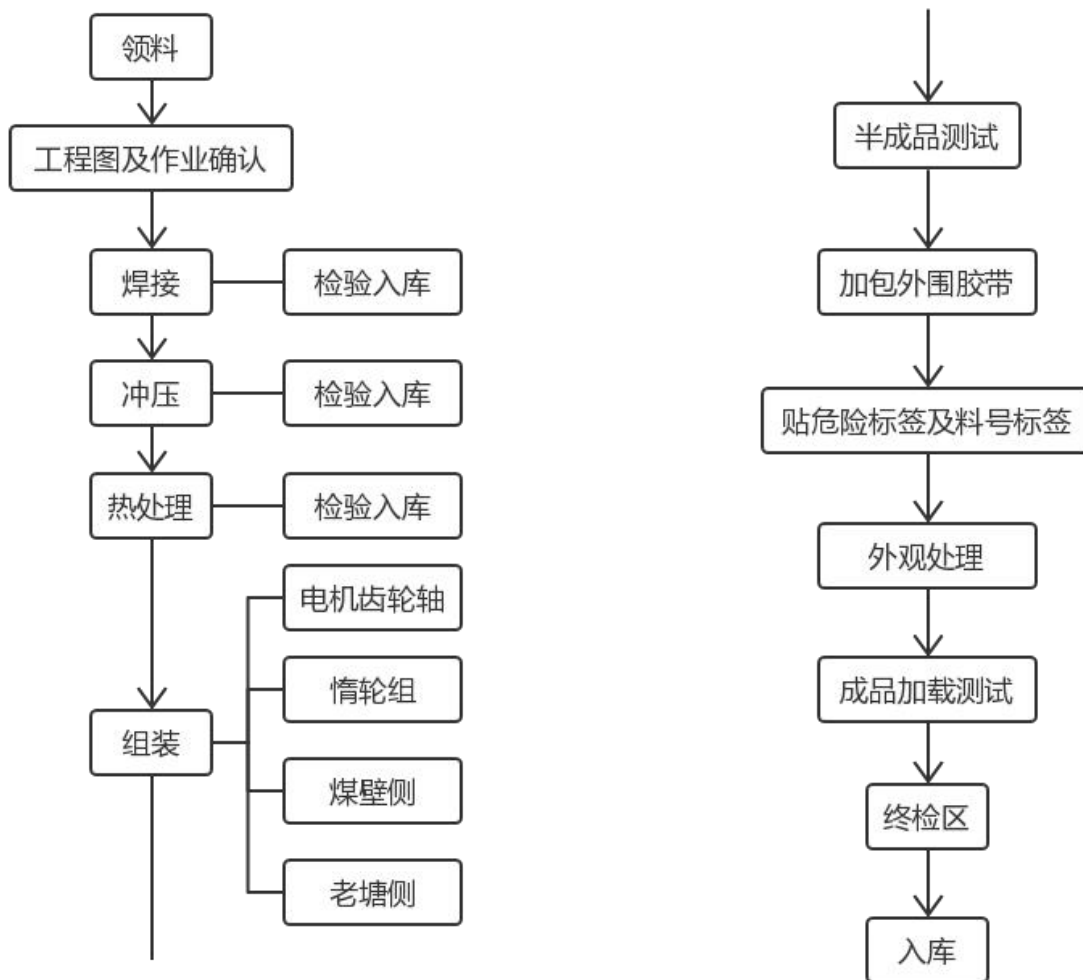 领料
工程图及作业确认
焊接
检验入库
冲压
检验入库
热处理
检验入库
电机齿轮轴
惰轮组
组装
煤壁侧
老塘侧
半成品测试
加包外围胶带
贴危险标签及料号标签
外观处理
成品加载测试
终检区
入库